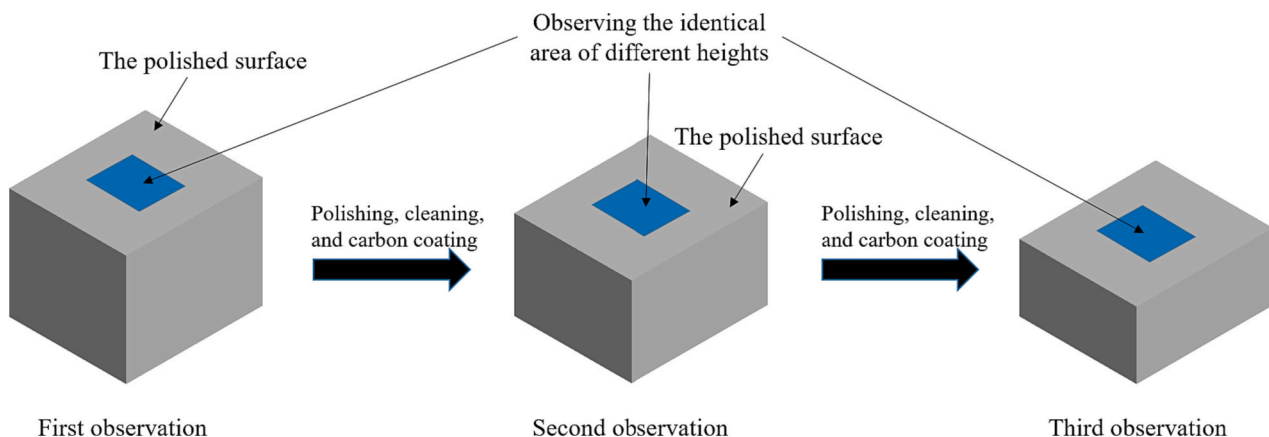 Observing the identical
area of different heights
The polished surface
The polished surface
Polishing, cleaning,
and carbon coating
Polishing, cleaning,
and carbon coating
First observation
Second observation
Third observation